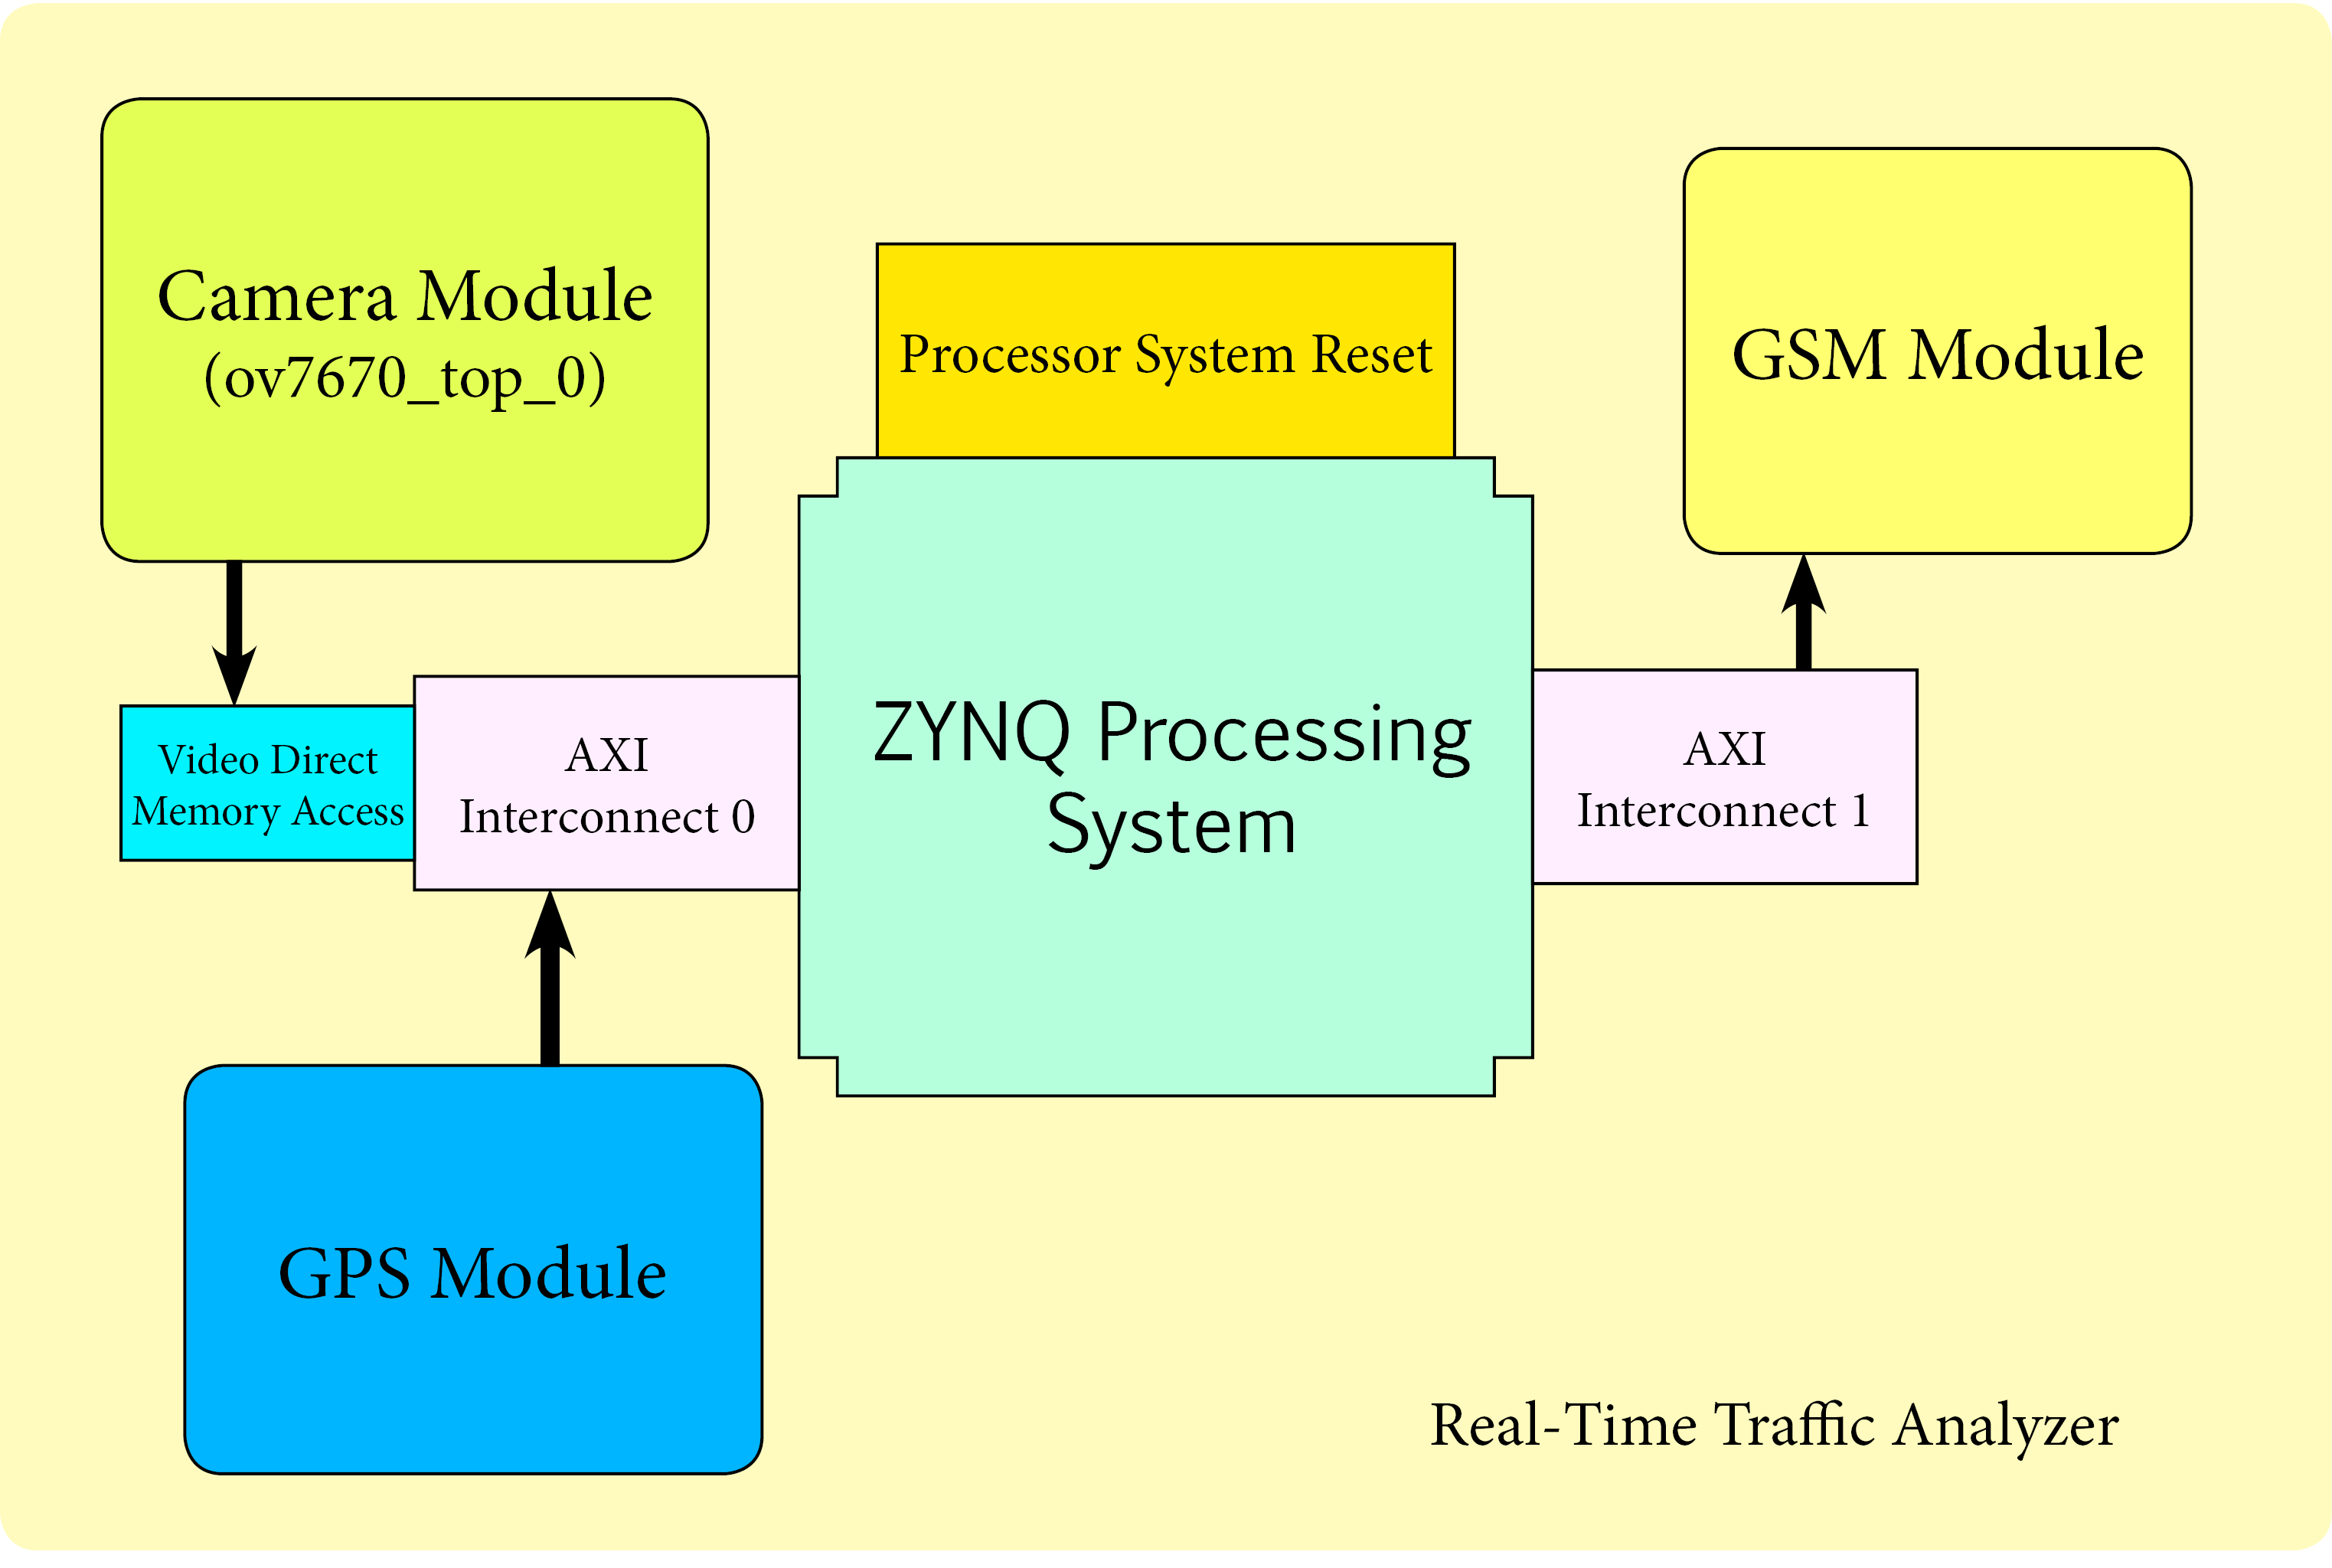 Camera Module
(ov7670_top_0)
Processor System Reset
GSM Module
Video Direct
Memory Access
AXI
Interconnect 0
ZYNQ Processing
System
AXI
Interconnect 1
GPS Module
Real-Time Traffic Analyzer